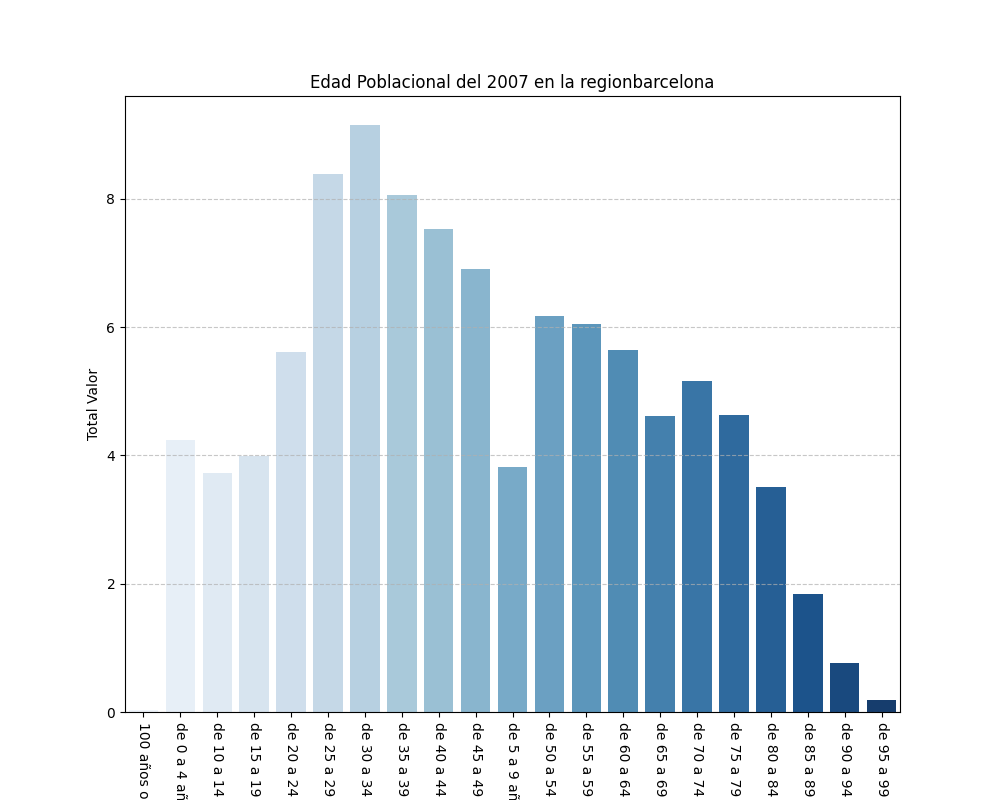 Edad Poblacional del 2007 en la regionbarcelona
Total Valor
8
6
4
2
0
100 años o
de 0 a 4 añ
de 10 a 14
de 15 a 19
de 20 a 24
de 25 a 29
de 30 a 34
de 35 a 39
de 40 a 44
de 45 a 49
de 5 a 9 añ
de 50 a 54
de 55 a 59
de 60 a 64
de 65 a 69
de 70 a 74
de 75 a 79
de 80 a 84
de 85 a 89
de 90 a 94
de 95 a 99